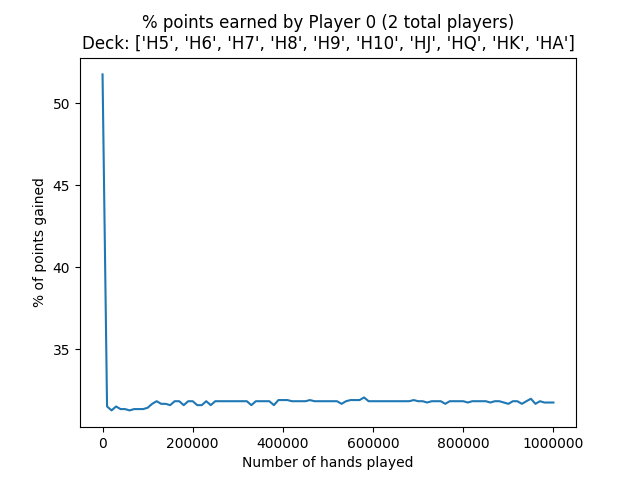 % points earned by Player 0 (2 total players)
Deck: ['H5', 'H6', 'H7', 'H8', 'H9', 'H10', 'HJ', 'HQ', 'HK', 'HA']
50
45
40
35
% of points gained
0 200000 400000 600000 800000 1000000
Number of hands played